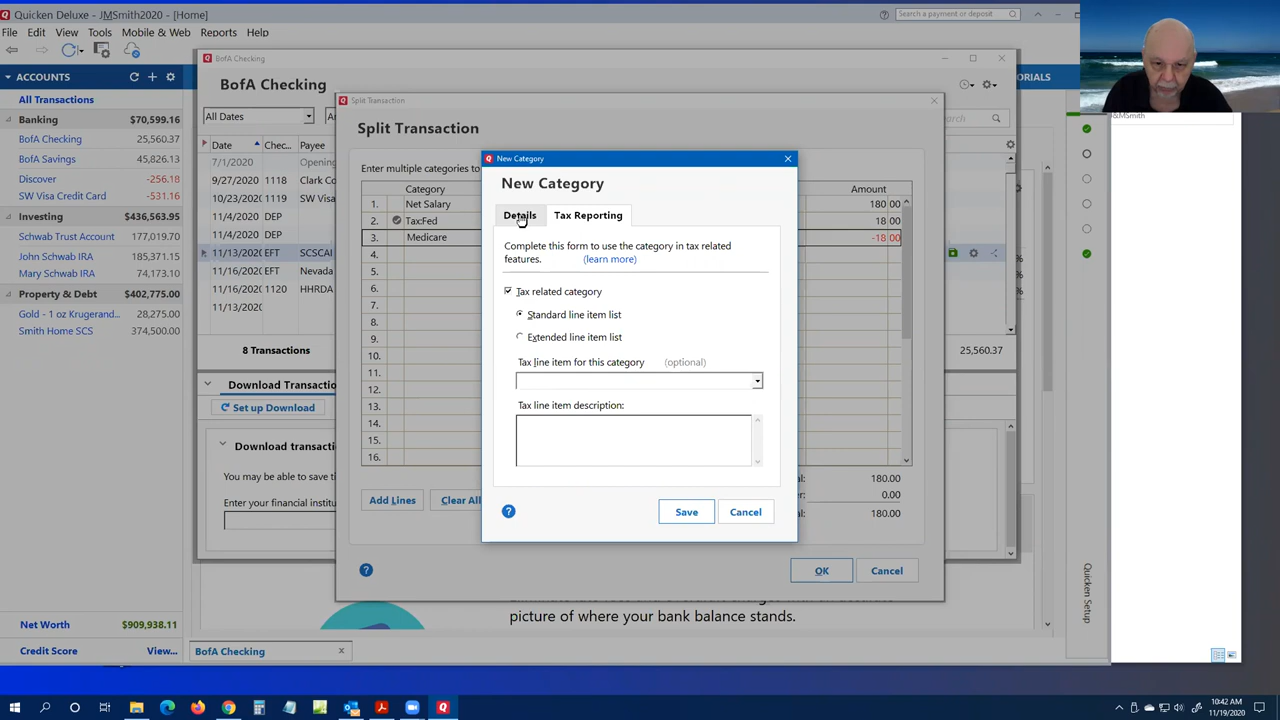 Quicken Deluxe - JMSmith2020 - [Home]
Search a payment or deposit
File Edit View Tools Mobile & Web Reports Help
ACCOUNTS
All Transactions
Banking $70,599.16
BofA Checking 25,560.37
BofA Savings 45,826.13
Discover -256.18
SW Visa Credit Card -531.16
Investing $436,563.95
Schwab Trust Account 177,019.70
John Schwab IRA 185,371.15
Mary Schwab IRA 74,173.10
Property & Debt $402,775.00
Gold - 1 oz Krugerand... 28,275.00
Smith Home SCS 374,500.00
Net Worth $909,938.11
Credit Score View...
BofA Checking
BofA Checking
All Dates
Date Chec... Payee
7/1/2020 Opening
9/27/2020 1118 Clark Co
10/23/2020 1119 SW Visa
11/4/2020 DEP
11/4/2020 DEP
11/13/2020 EFT SCSCAI
11/16/2020 EFT Nevada
11/16/2020 1120 HHRDA
11/13/2020
8 Transactions
25,560.37
Download Transactio
Set up Download
Download transaction
You may be able to save ti
Enter your financial institu
BofA Checking x
Split Transaction
Split Transaction
Enter multiple categories to
Category Amount
1. Net Salary 180 00
2. Tax:Fed 18 00
3. Medicare -18 00
4.
5.
6.
7.
8.
9.
10.
11.
12.
13.
14.
15.
16.
Add Lines Clear All
180.00
0.00
180.00
OK Cancel
New Category
New Category
Details Tax Reporting
Complete this form to use the category in tax related
features. (learn more)
Tax related category
Standard line item list
Extended line item list
Tax line item for this category (optional)
Tax line item description:
Save Cancel
picture of where your bank balance stands.
ORIALS
J&MSmith
Quicken Setup
10:42 AM
11/19/2020